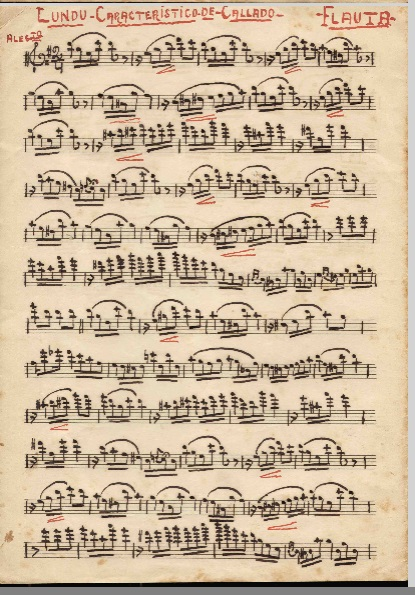 LUNDU-CARACTERÍSTICO-DE-CALLADO-
-FLAUTA-
ALEGRO